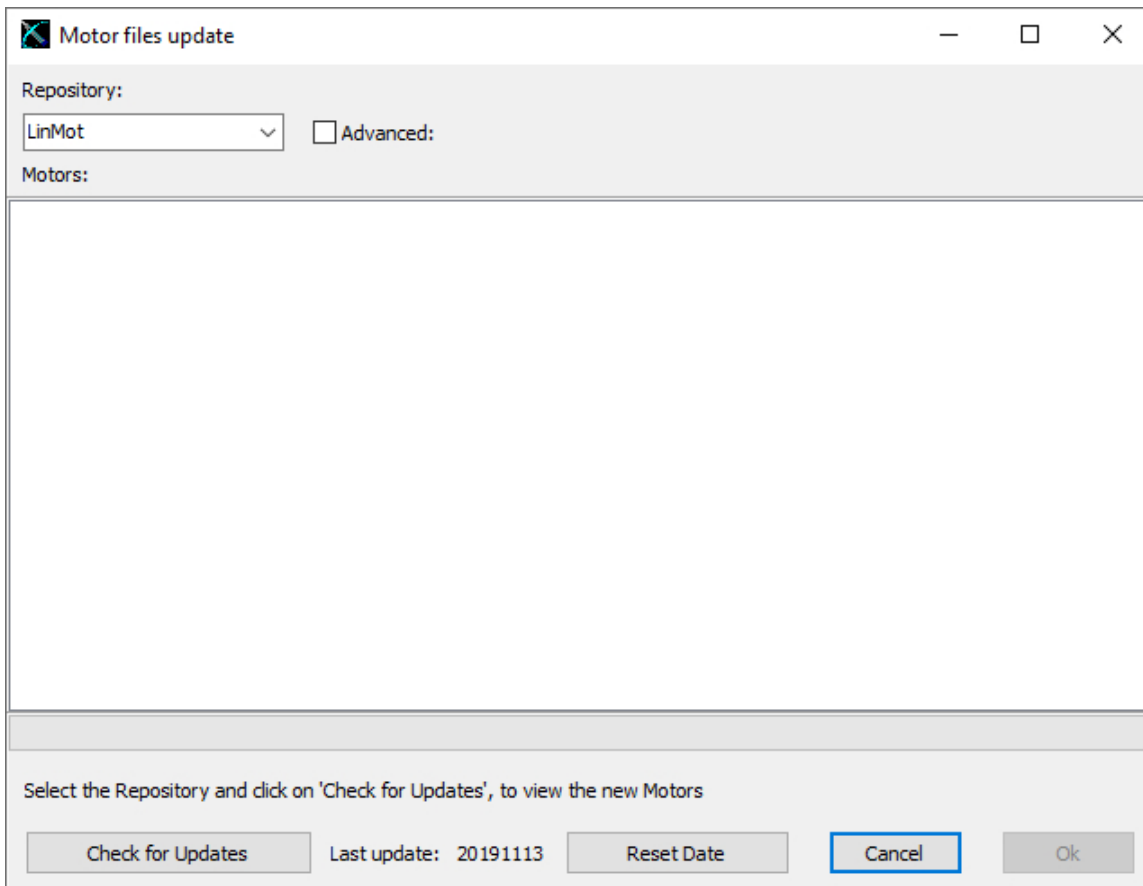 Motor files update
Repository:
LinMot
Advanced:
Motors:
Select the Repository and click on 'Check for Updates', to view the new Motors
Check for Updates Last update: 20191113 Reset Date Cancel Ok